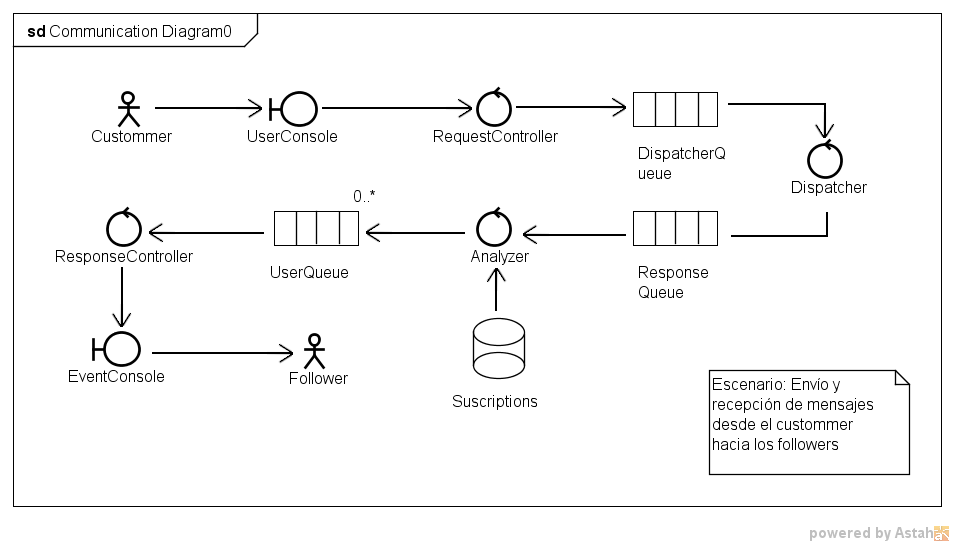 sd Communication Diagram0
Custommer
UserConsole
RequestController
DispatcherQ
ueue
Dispatcher
0..*
ResponseController
UserQueue
Analyzer
Response
Queue
EventConsole
Follower
Suscriptions
Escenario: Envío y
recepción de mensajes
desde el custommer
hacia los followers
powered by Astah